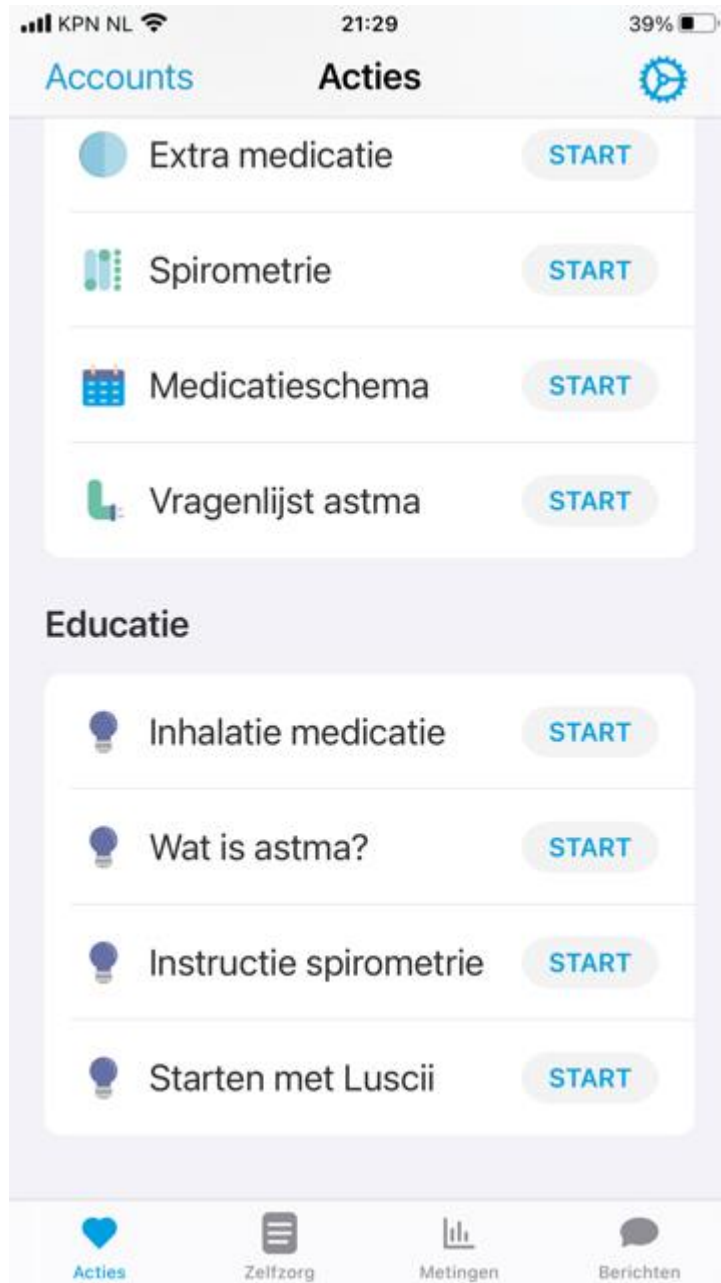 KPN NL 21:29 39%
Accounts Acties
Extra medicatie START
Spirometrie START
Medicatieschema START
Vragenlijst astma START
Educatie
Inhalatie medicatie START
Wat is astma? START
Instructie spirometrie START
Starten met Luscii START
Acties Zelfzorg Metingen Berichten